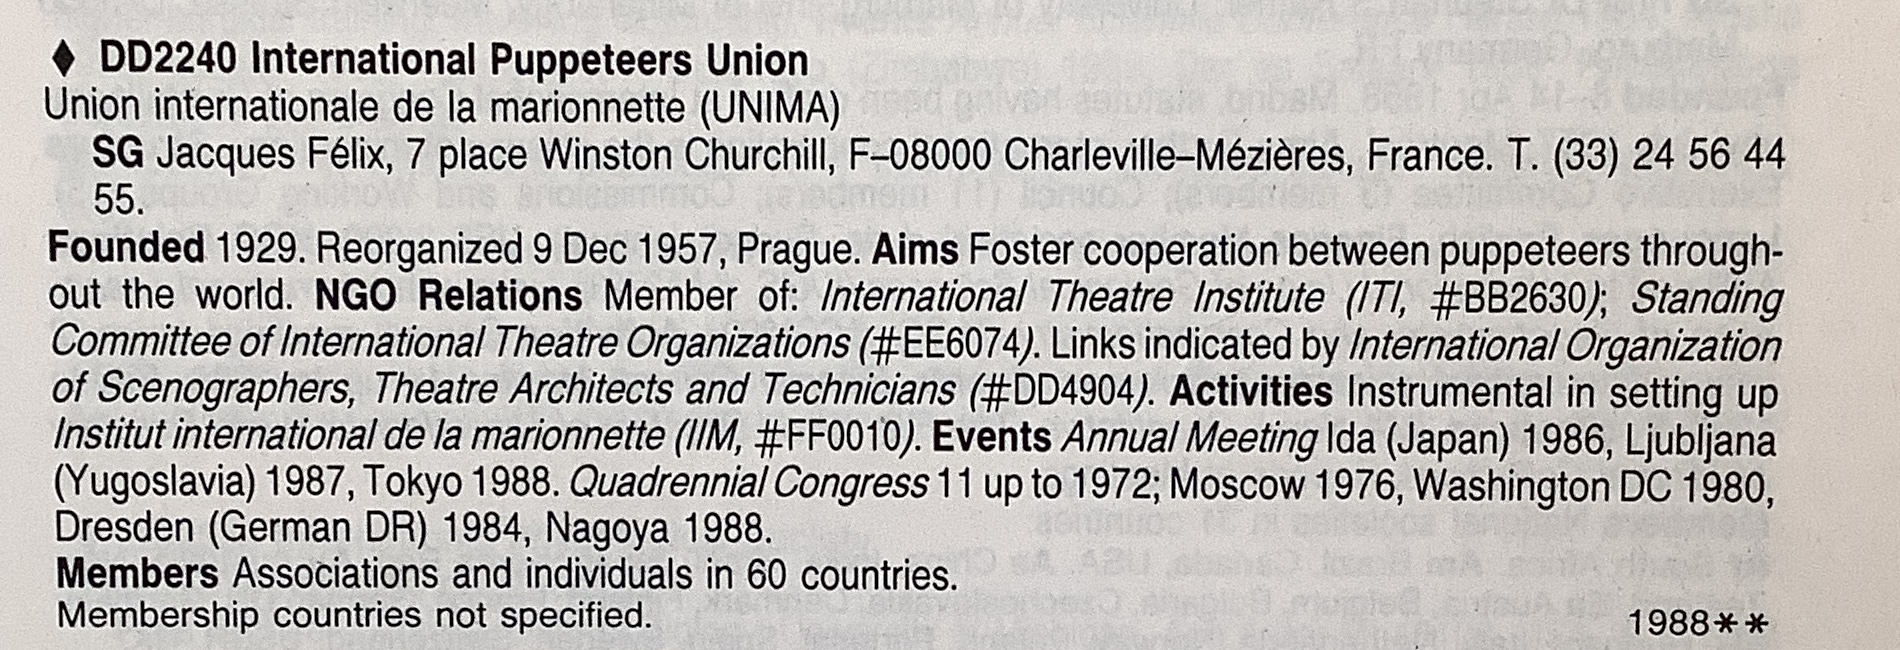 ♦ DD2240 International Puppeteers Union
Union internationale de la marionnette (UNIMA)
SG Jacques Félix, 7 place Winston Churchill, F–08000 Charleville–Mézières, France. T. (33) 24 56 44
55.
Founded 1929. Reorganized 9 Dec 1957, Prague. Aims Foster cooperation between puppeteers through-
out the world. NGO Relations Member of: International Theatre Institute (ITI, #BB2630); Standing
Committee of International Theatre Organizations (#EE6074). Links indicated by International Organization
of Scenographers, Theatre Architects and Technicians (#DD4904). Activities Instrumental in setting up
Institut international de la marionnette (IIM, #FF0010). Events Annual Meeting Ida (Japan) 1986, Ljubljana
(Yugoslavia) 1987, Tokyo 1988. Quadrennial Congress 11 up to 1972; Moscow 1976, Washington DC 1980,
Dresden (German DR) 1984, Nagoya 1988.
Members Associations and individuals in 60 countries.
Membership countries not specified.
1988**